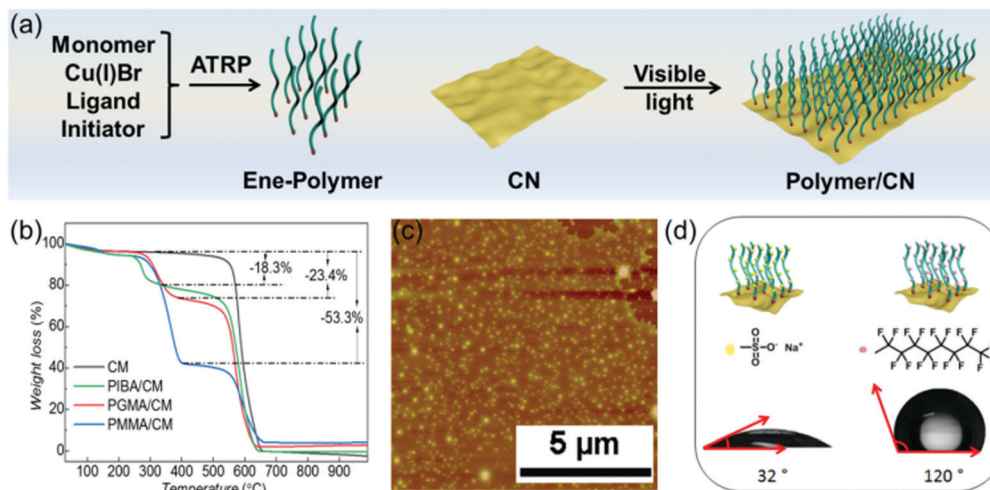 (a)
Monomer
Cu(I)Br
Ligand
Initiator
ATRP
Ene-Polymer
CN
Visible
light
Polymer/CN
(b)
100
80
60
40
20
0
Weight loss (%)
-18.3%
-23.4%
-53.3%
CM
PIBA/CM
PGMA/CM
PMMA/CM
100 200 300 400 500 600 700 800 900
Temperature (°C)
(c)
5 μm
(d)
O
S O⁻ Na⁺
O
F F F F F F F F
F
F F F F F F F F
32 °
120 °